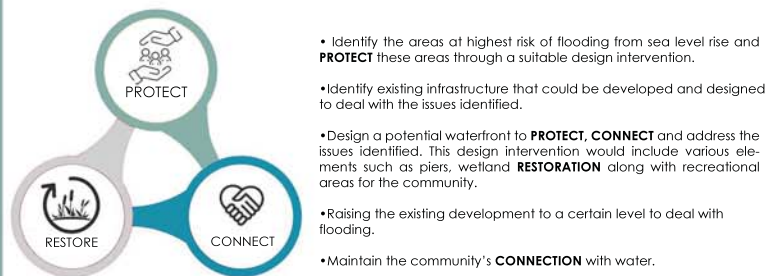 PROTECT
RESTORE
CONNECT
• Identify the areas at highest risk of flooding from sea level rise and
PROTECT these areas through a suitable design intervention.
•Identify existing infrastructure that could be developed and designed
to deal with the issues identified.
•Design a potential waterfront to PROTECT, CONNECT and address the
issues identified. This design intervention would include various ele-
ments such as piers, wetland RESTORATION along with recreational
areas for the community.
•Raising the existing development to a certain level to deal with
flooding.
•Maintain the community's CONNECTION with water.